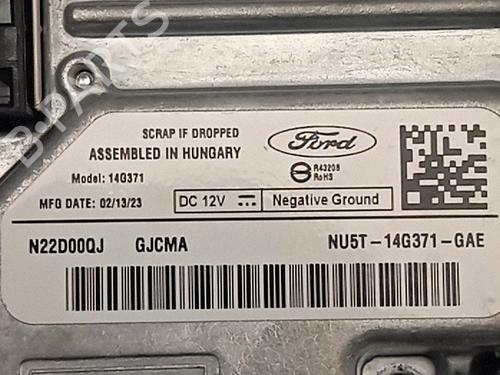 B-PARTS
SCRAP IF DROPPED
ASSEMBLED IN HUNGARY
Ford
Model: 14G371
R43208
RoHS
MFG DATE: 02/13/23
DC 12V
Negative Ground
N22D00QJ GJCMA NU5T-14G371-GAE